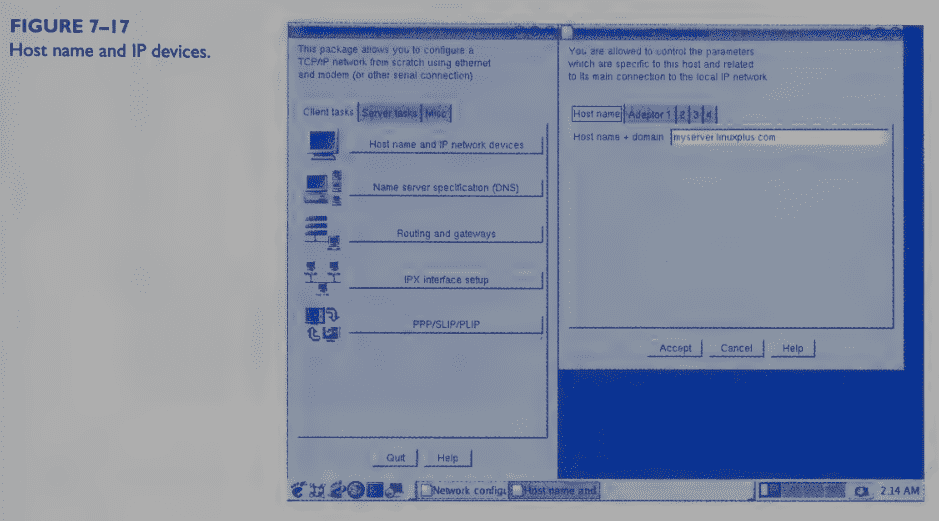 FIGURE 7–17
Host name and IP devices.
This package allows you to configure a
TCP/IP network from scratch using ethernet
and modem (or other serial connection)
Client tasks Server tasks Misc
Host name and IP network devices
Name server specification (DNS)
Routing and gateways
IPX interface setup
PPP/SLIP/PLIP
Quit Help
You are allowed to control the parameters
which are specific to this host and related
to its main connection to the local IP network
Host name Adaptor 1 2 3 4
Host name + domain myserver.linuxplus.com
Accept Cancel Help
Network configu Host name and 2:14 AM